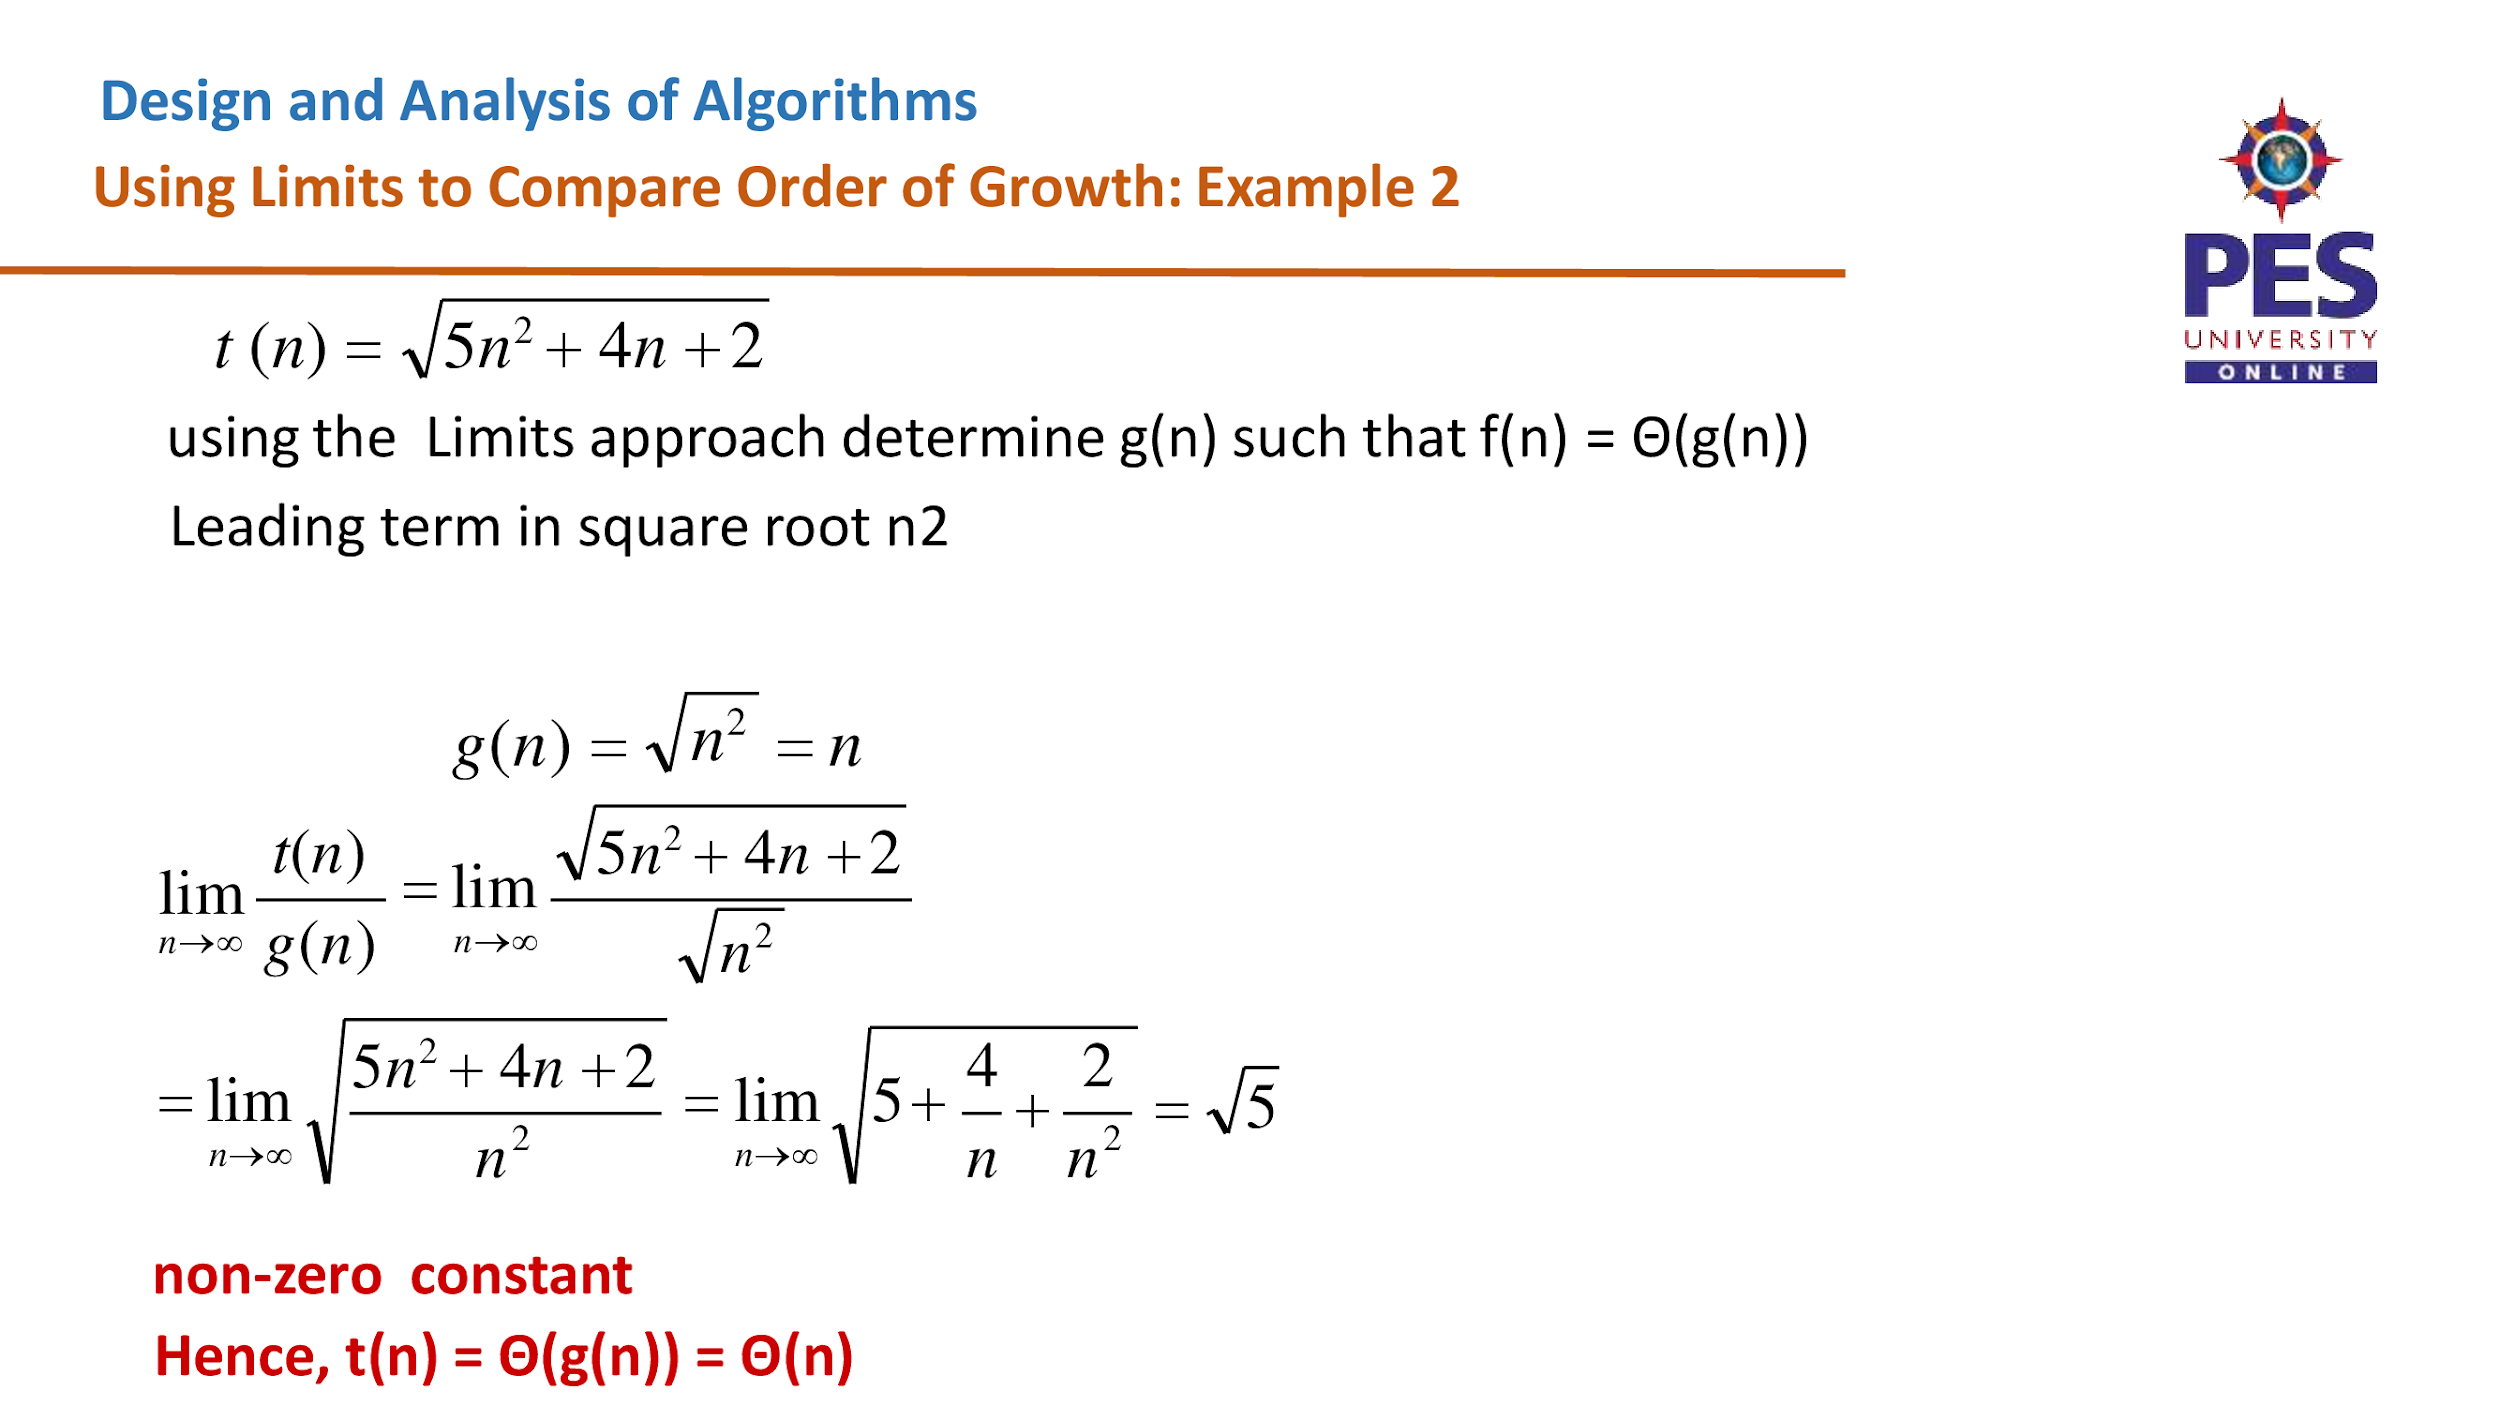 Design and Analysis of Algorithms
Using Limits to Compare Order of Growth: Example 2
PES
UNIVERSITY
ONLINE
t (n) = √(5n² + 4n + 2)
using the Limits approach determine g(n) such that f(n) = Θ(g(n))
Leading term in square root n2
g(n) = √(n²) = n
lim n→∞ t(n)/g(n) = lim n→∞ √(5n² + 4n + 2)/√(n²)
= lim n→∞ √((5n² + 4n + 2)/n²) = lim n→∞ √(5 + 4/n + 2/n²) = √5
non-zero constant
Hence, t(n) = Θ(g(n)) = Θ(n)